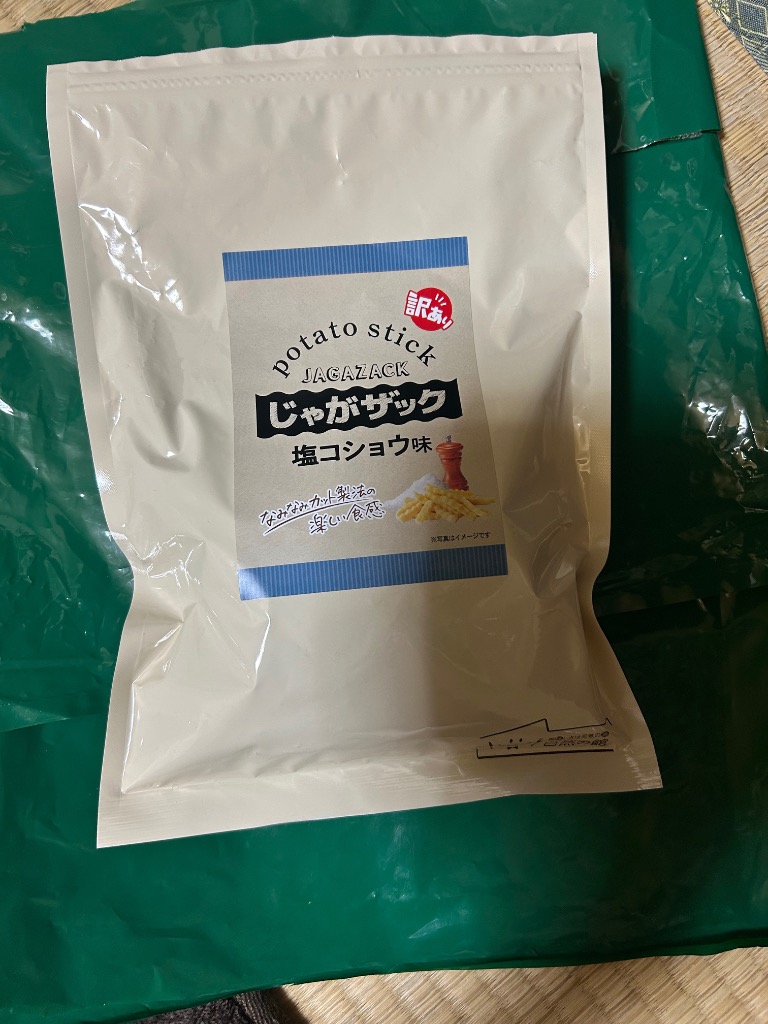 訳あり
potato stick
JAGAZACK
じゃがザック
塩コショウ味
なみなみカット製法の
楽しい食感
※写真はイメージです